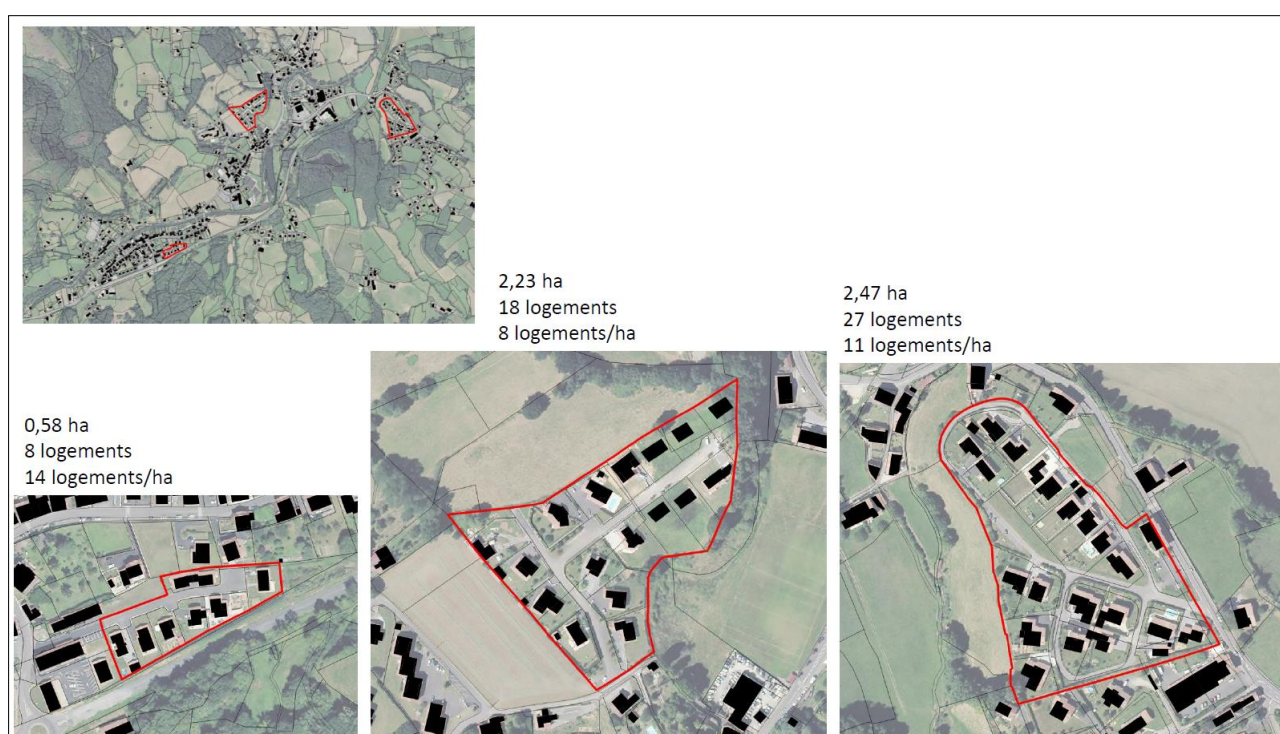 2,23 ha
18 logements
8 logements/ha
2,47 ha
27 logements
11 logements/ha
0,58 ha
8 logements
14 logements/ha